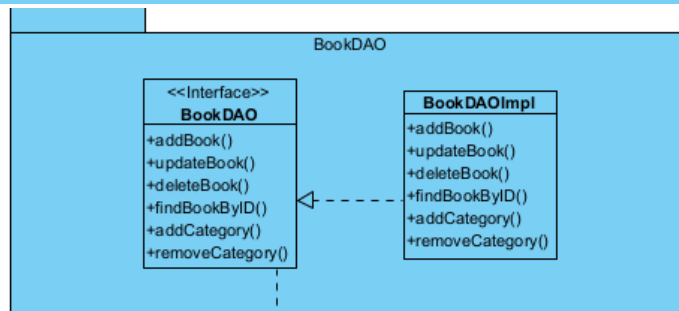 BookDAO
<<Interface>>
BookDAO
+addBook()
+updateBook()
+deleteBook()
+findBookByID()
+addCategory()
+removeCategory()
BookDAOImpl
+addBook()
+updateBook()
+deleteBook()
+findBookByID()
+addCategory()
+removeCategory()